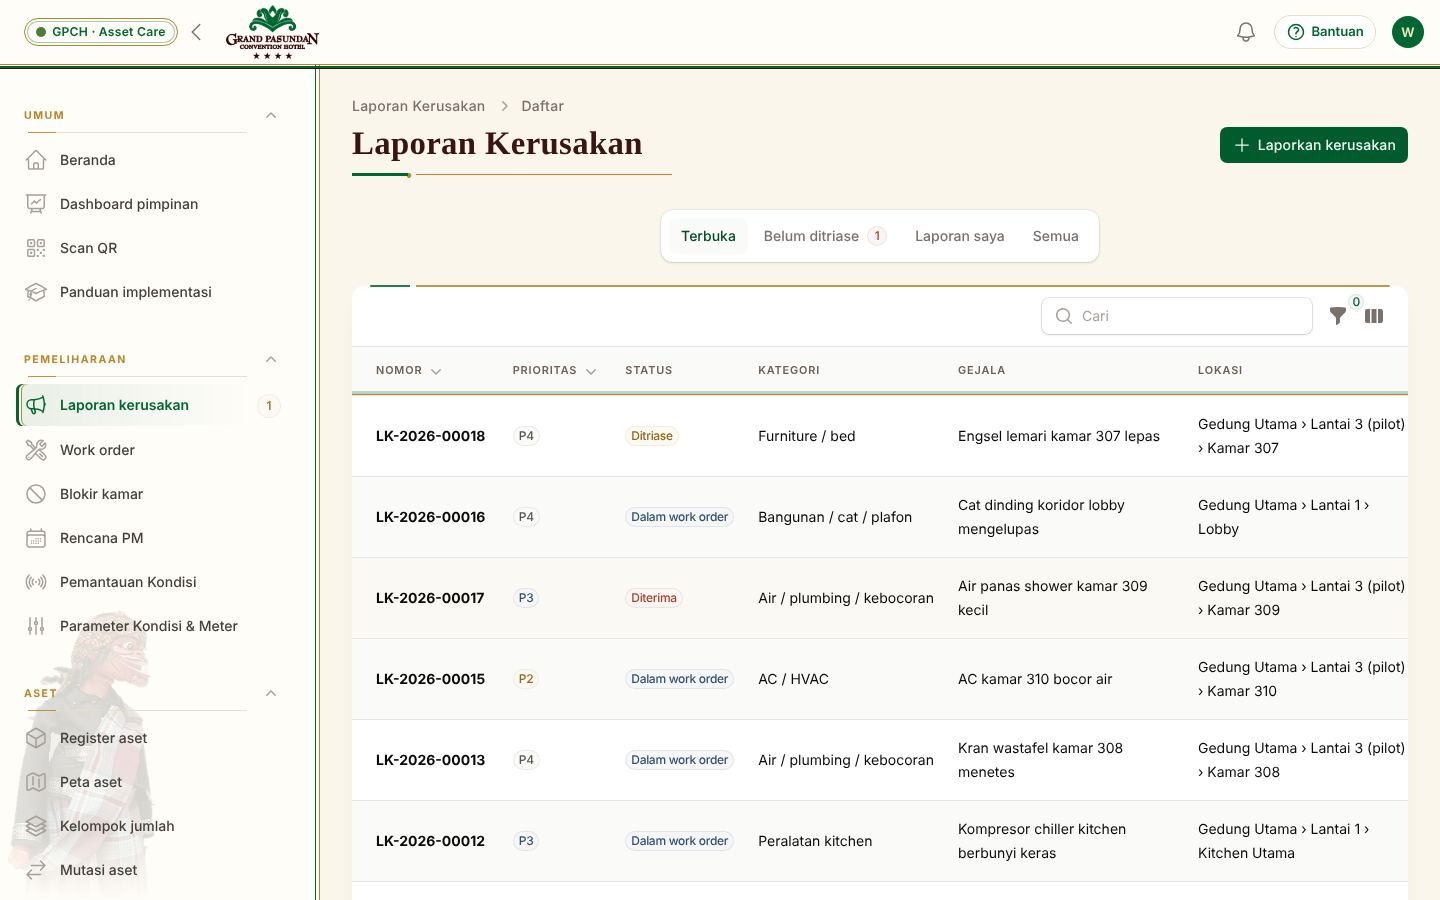 GPCH · Asset Care
GRAND PASUNDAN
CONVENTION HOTEL
Bantuan
W
UMUM
Beranda
Dashboard pimpinan
Scan QR
Panduan implementasi
PEMELIHARAAN
Laporan kerusakan
1
Work order
Blokir kamar
Rencana PM
Pemantauan Kondisi
Parameter Kondisi & Meter
ASET
Register aset
Peta aset
Kelompok jumlah
Mutasi aset
Laporan Kerusakan > Daftar
Laporan Kerusakan
Laporkan kerusakan
Terbuka Belum ditriase 1 Laporan saya Semua
Cari
0
NOMOR PRIORITAS STATUS KATEGORI GEJALA LOKASI
LK-2026-00018 P4 Ditriase Furniture / bed Engsel lemari kamar 307 lepas Gedung Utama › Lantai 3 (pilot)
› Kamar 307
LK-2026-00016 P4 Dalam work order Bangunan / cat / plafon Cat dinding koridor lobby Gedung Utama › Lantai 1 ›
mengelupas Lobby
LK-2026-00017 P3 Diterima Air / plumbing / kebocoran Air panas shower kamar 309 Gedung Utama › Lantai 3 (pilot)
kecil › Kamar 309
LK-2026-00015 P2 Dalam work order AC / HVAC AC kamar 310 bocor air Gedung Utama › Lantai 3 (pilot)
› Kamar 310
LK-2026-00013 P4 Dalam work order Air / plumbing / kebocoran Kran wastafel kamar 308 Gedung Utama › Lantai 3 (pilot)
menetes › Kamar 308
LK-2026-00012 P3 Dalam work order Peralatan kitchen Kompresor chiller kitchen Gedung Utama › Lantai 1 ›
berbunyi keras Kitchen Utama